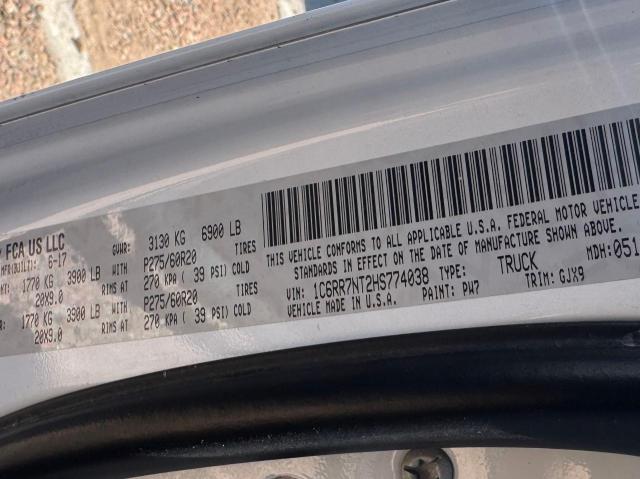 FCA US LLC GVWR: 3130 KG 6900 LB
6-17
1770 KG 3900 LB WITH P275/60R20 TIRES
20X9.0 RIMS AT 270 KPA ( 39 PSI) COLD
1770 KG 3900 LB WITH P275/60R20 TIRES
20X9.0 RIMS AT 270 KPA ( 39 PSI) COLD
THIS VEHICLE CONFORMS TO ALL APPLICABLE U.S.A. FEDERAL MOTOR VEHICLE
STANDARDS IN EFFECT ON THE DATE OF MANUFACTURE SHOWN ABOVE.
VIN: 1C6RR7NT2HS774038 TYPE: TRUCK MDH: 051
VEHICLE MADE IN U.S.A. PAINT: PW7 TRIM: GJX9